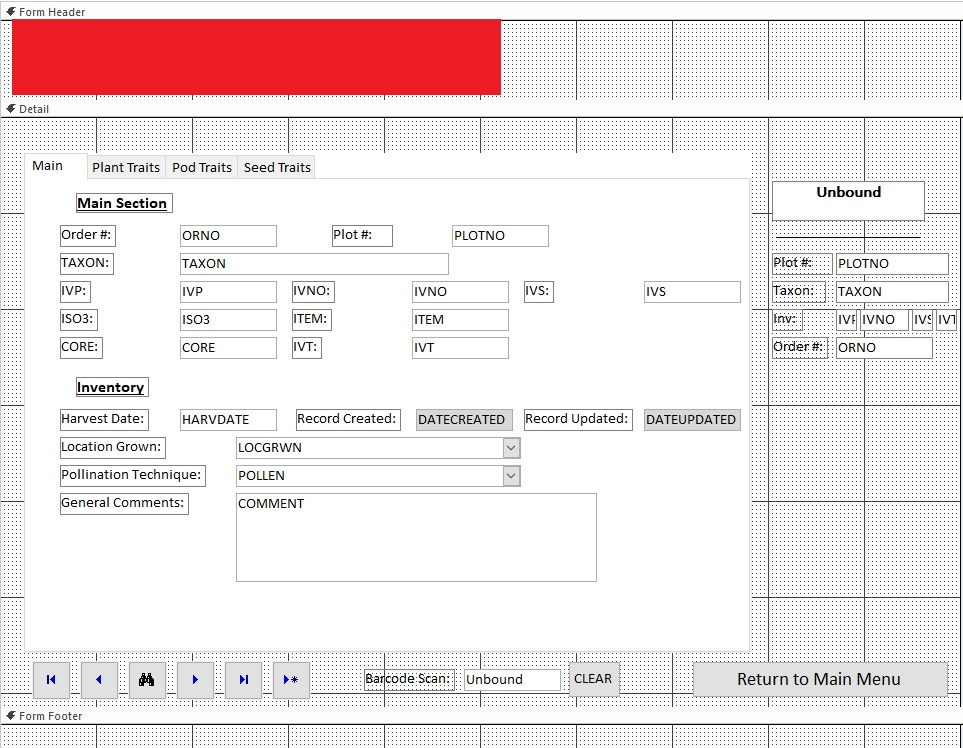 Form Header
Detail
Main Plant Traits Pod Traits Seed Traits
Main Section
Unbound
Order #: ORNO Plot #: PLOTNO
TAXON: TAXON Plot #: PLOTNO
IVP: IVP IVNO: IVNO IVS: IVS Taxon: TAXON
ISO3: ISO3 ITEM: ITEM Inv: IVP IVNO IVS IVT
CORE: CORE IVT: IVT Order #: ORNO
Inventory
Harvest Date: HARVDATE Record Created: DATECREATED Record Updated: DATEUPDATED
Location Grown: LOCGRWN
Pollination Technique: POLLEN
General Comments: COMMENT
Barcode Scan: Unbound CLEAR Return to Main Menu
Form Footer